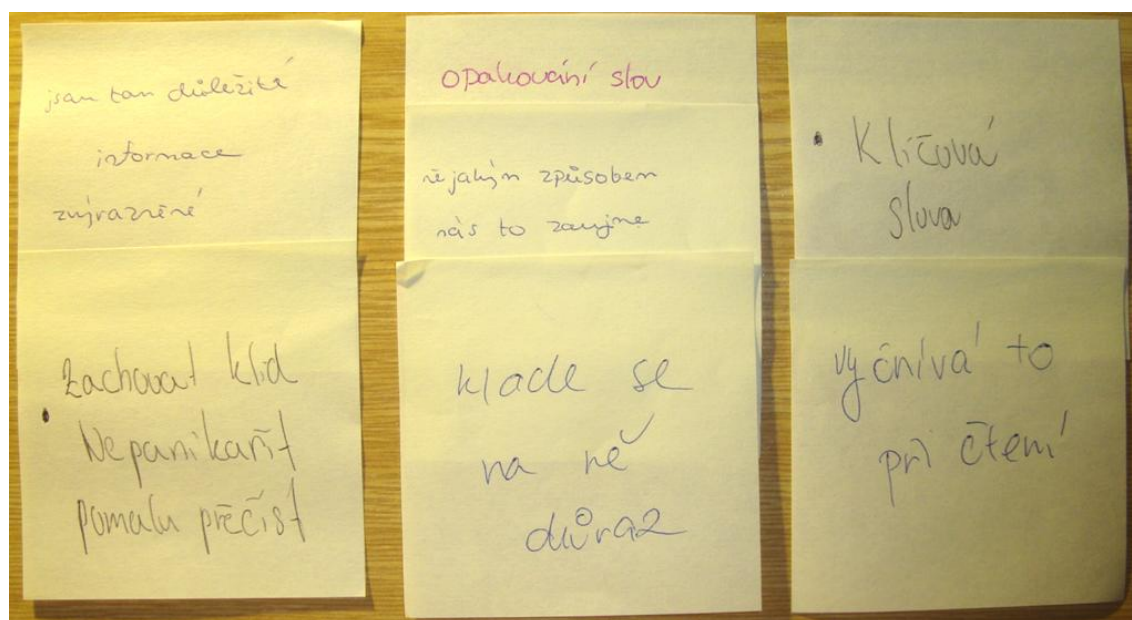 jsou tam důležité
informace
zvýrazněné
Zachovat klid
Nepanikařit
pomalu přečíst
opakování slov
nějakým způsobem
nás to zaujme
klade se
na ně
důraz
Klíčová
slova
vyčnívá to
při čtení